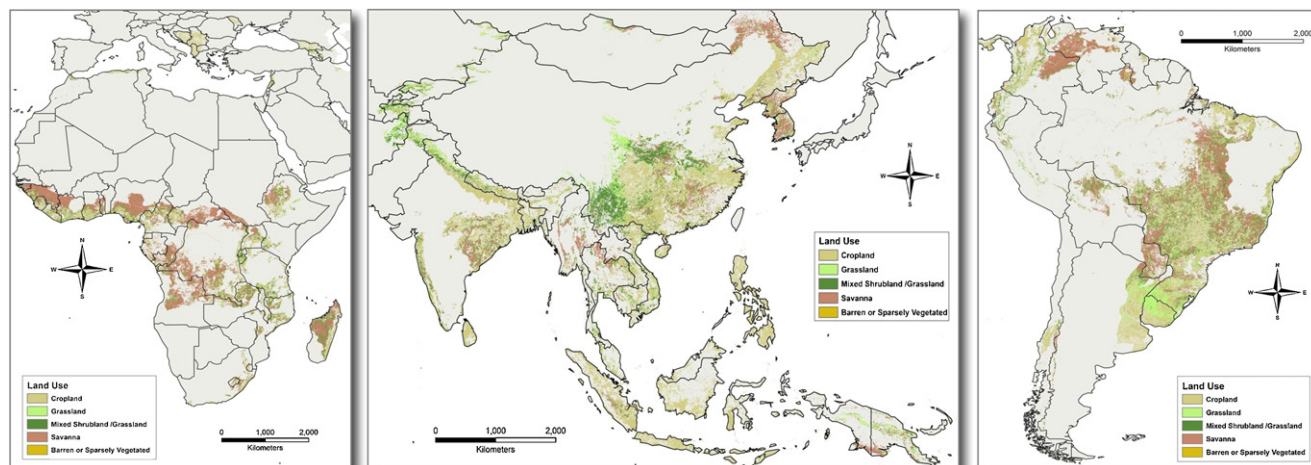 N
W
E
S
Land Use
Cropland
Grassland
Mixed Shrubland /Grassland
Savanna
Barren or Sparsely Vegetated
0 1,000 2,000
Kilometers
N
W
E
S
Land Use
Cropland
Grassland
Mixed Shrubland /Grassland
Savanna
Barren or Sparsely Vegetated
0 1,000 2,000
Kilometers
0 1,000 2,000
Kilometers
N
W
E
S
Land Use
Cropland
Grassland
Mixed Shrubland /Grassland
Savanna
Barren or Sparsely Vegetated